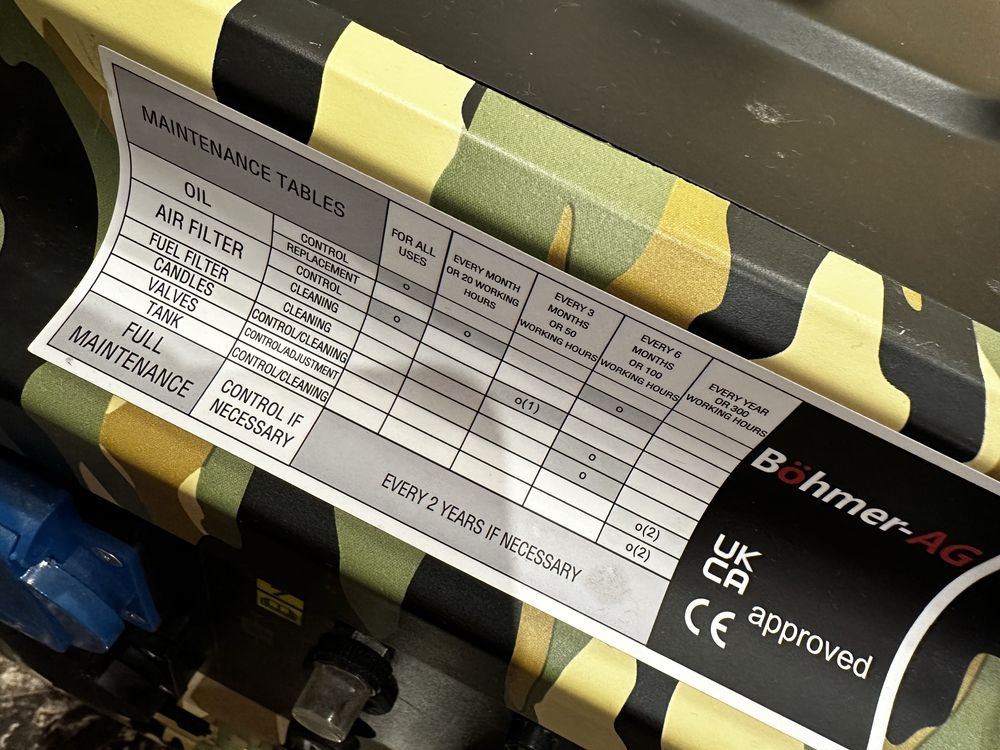 MAINTENANCE TABLES
FOR ALL
USES
EVERY MONTH
OR 20 WORKING
HOURS
EVERY 3
MONTHS
OR 50
WORKING HOURS
EVERY 6
MONTHS
OR 100
WORKING HOURS
EVERY YEAR
OR 300
WORKING HOURS
OIL
CONTROL
o
REPLACEMENT
o
o
AIR FILTER
CONTROL
o
CLEANING
o(1)
FUEL FILTER
CLEANING
o
CANDLES
CONTROL/CLEANING
o
VALVES
CONTROL/ADJUSTMENT
o(2)
TANK
CONTROL/CLEANING
o(2)
FULL
MAINTENANCE
CONTROL IF
NECESSARY
EVERY 2 YEARS IF NECESSARY
Böhmer-AG
UK
CA
CE approved